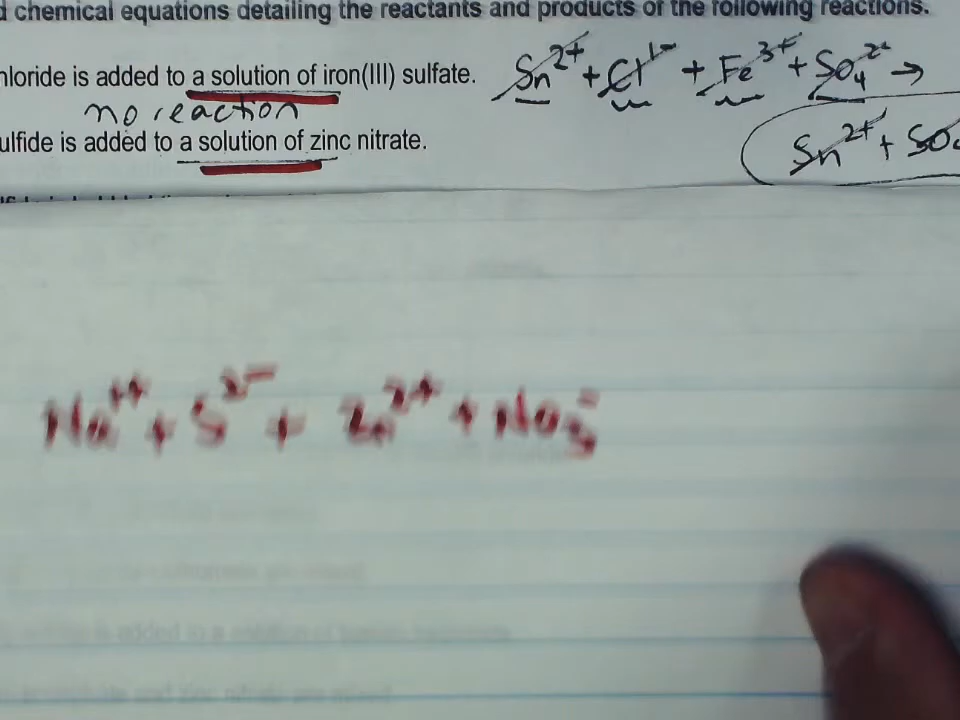 chemical equations detailing the reactants and products of the following reactions.
hloride is added to a solution of iron(III) sulfate. Sn²⁺ + Cl¹⁻ + Fe³⁺ + SO₄²⁻ →
no reaction
ulfide is added to a solution of zinc nitrate. Sn²⁺ + SO₄
Na¹⁺ + S²⁻ + Zn²⁺ + NO₃⁻